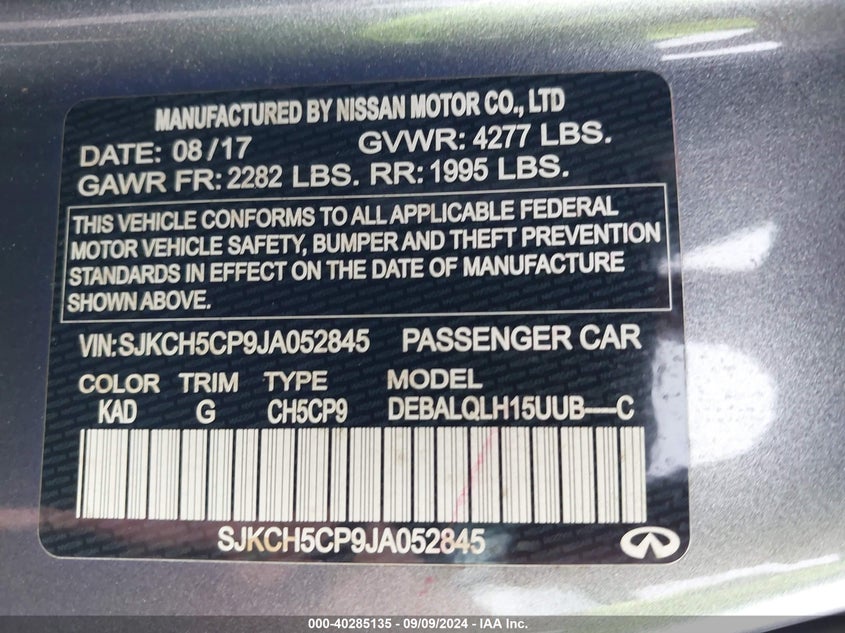 MANUFACTURED BY NISSAN MOTOR CO., LTD
DATE: 08/17 GVWR: 4277 LBS.
GAWR FR: 2282 LBS. RR: 1995 LBS.
THIS VEHICLE CONFORMS TO ALL APPLICABLE FEDERAL
MOTOR VEHICLE SAFETY, BUMPER AND THEFT PREVENTION
STANDARDS IN EFFECT ON THE DATE OF MANUFACTURE
SHOWN ABOVE.
VIN:SJKCH5CP9JA052845 PASSENGER CAR
COLOR TRIM TYPE MODEL
KAD G CH5CP9 DEBALQLH15UUB-—C
SJKCH5CP9JA052845
000-40285135 - 09/09/2024 - IAA Inc.